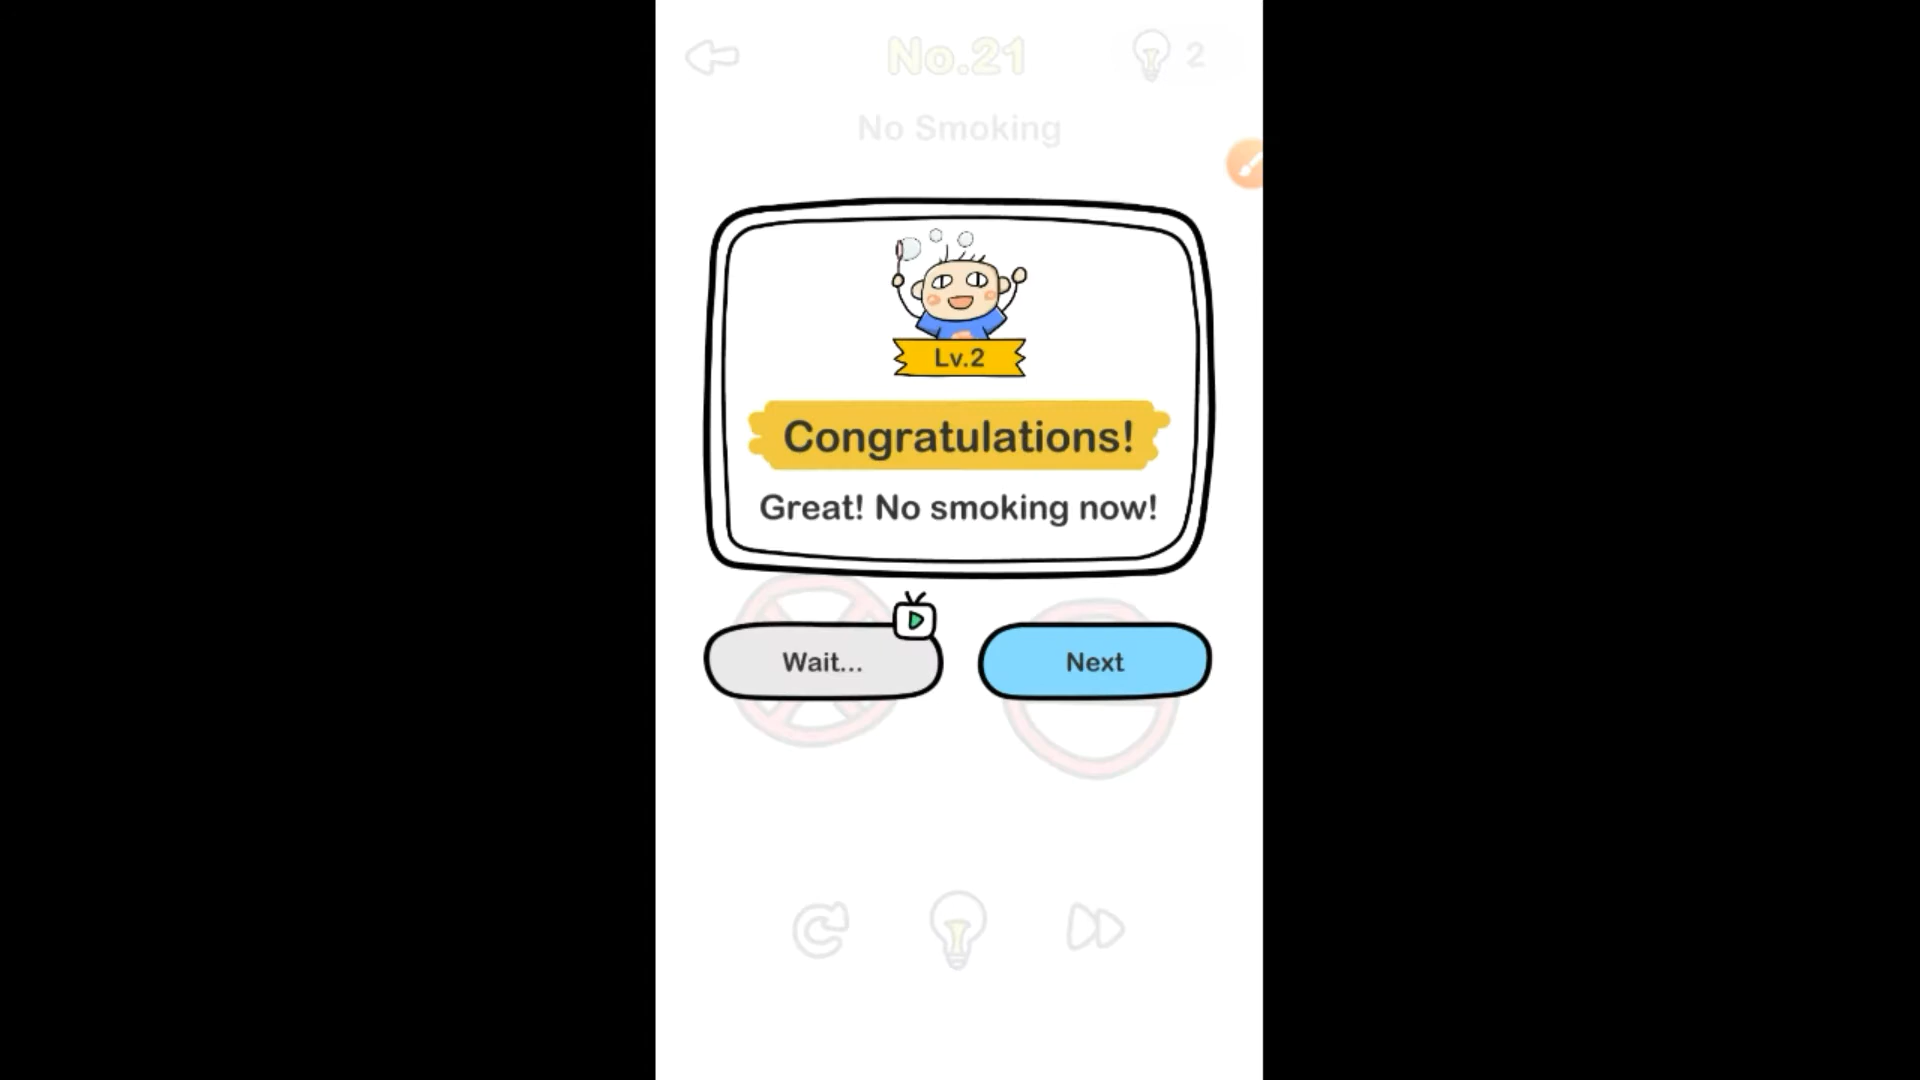 No.21
2
No Smoking
Lv.2
Congratulations!
Great! No smoking now!
Wait...
Next